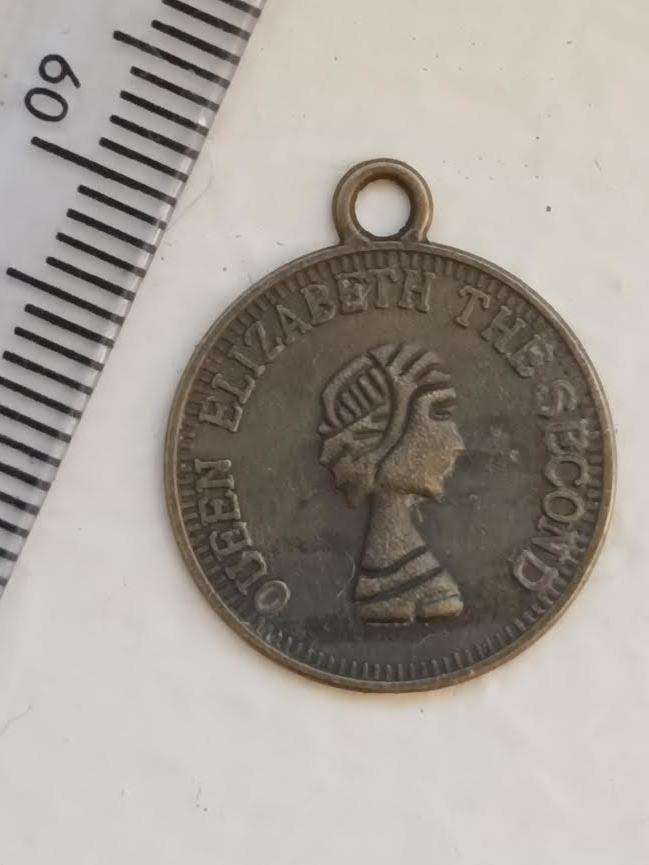 60
QUEEN ELIZABETH THE SECOND